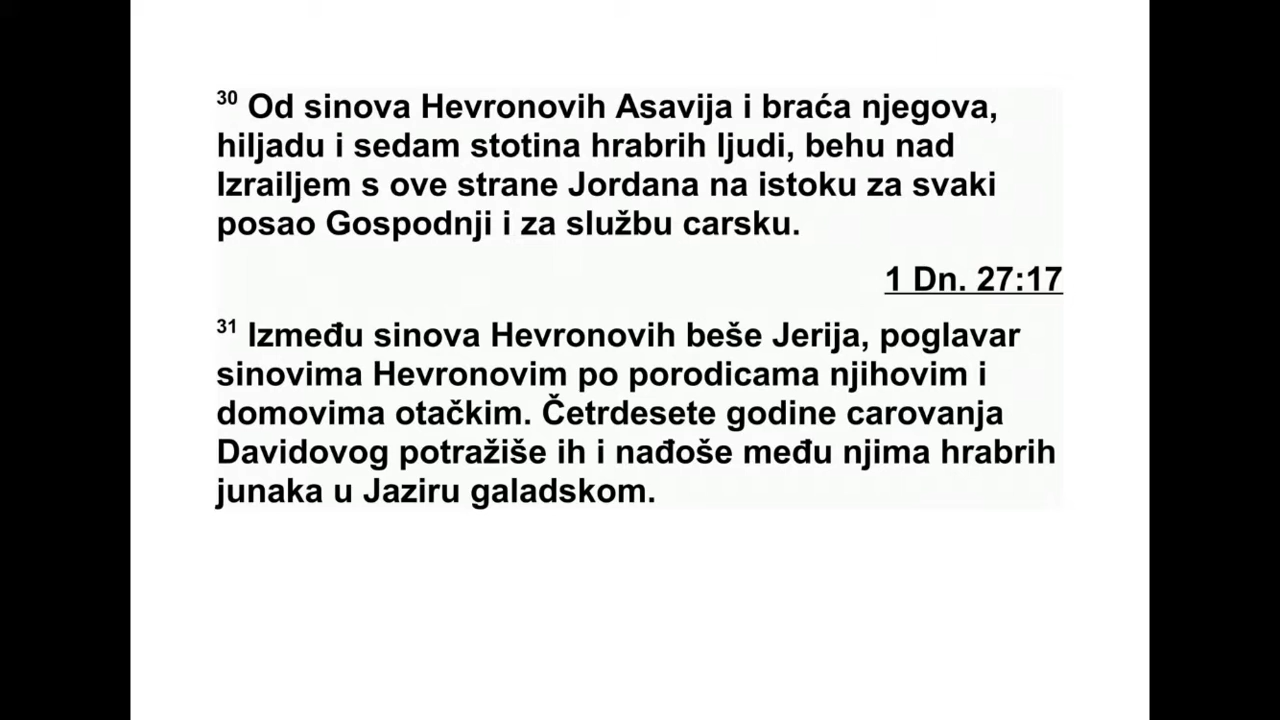 30 Od sinova Hevronovih Asavija i braća njegova,
hiljadu i sedam stotina hrabrih ljudi, behu nad
Izrailjem s ove strane Jordana na istoku za svaki
posao Gospodnji i za službu carsku.
1 Dn. 27:17
31 Između sinova Hevronovih beše Jerija, poglavar
sinovima Hevronovim po porodicama njihovim i
domovima otačkim. Četrdesete godine carovanja
Davidovog potražiše ih i nađoše među njima hrabrih
junaka u Jaziru galadskom.